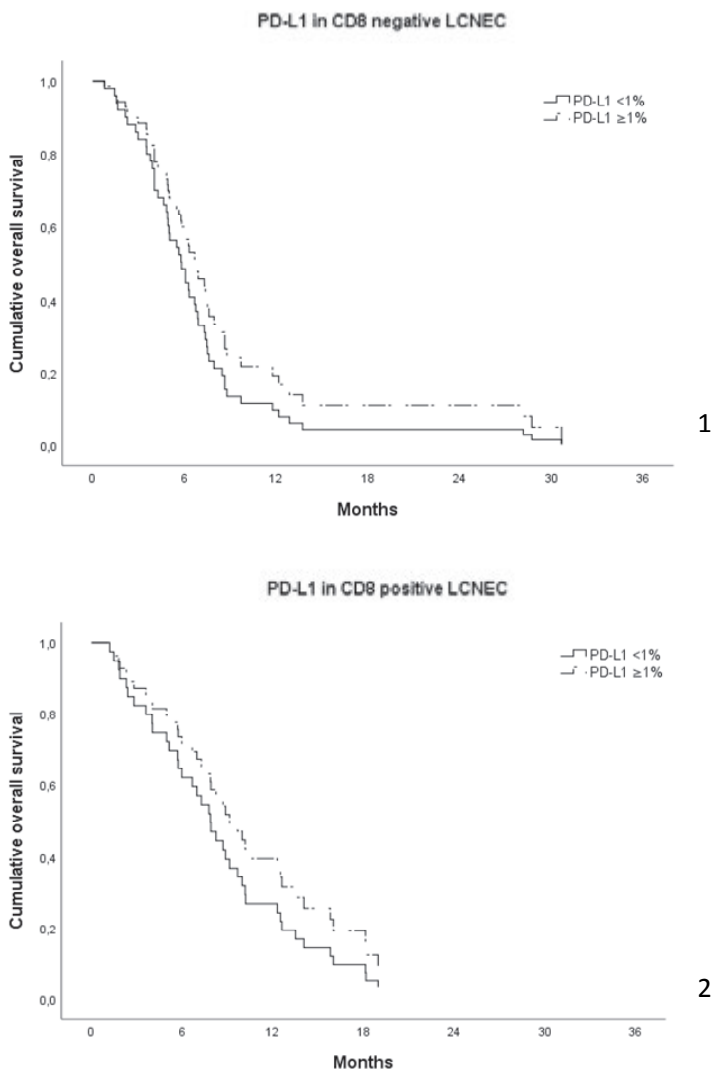 PD-L1 in CD8 negative LCNEC
PD-L1 <1%
PD-L1 ≥1%
Cumulative overall survival
1,0
0,8
0,6
0,4
0,2
0,0
0 6 12 18 24 30 36
Months
1
PD-L1 in CD8 positive LCNEC
PD-L1 <1%
PD-L1 ≥1%
Cumulative overall survival
1,0
0,8
0,6
0,4
0,2
0,0
0 6 12 18 24 30 36
Months
2